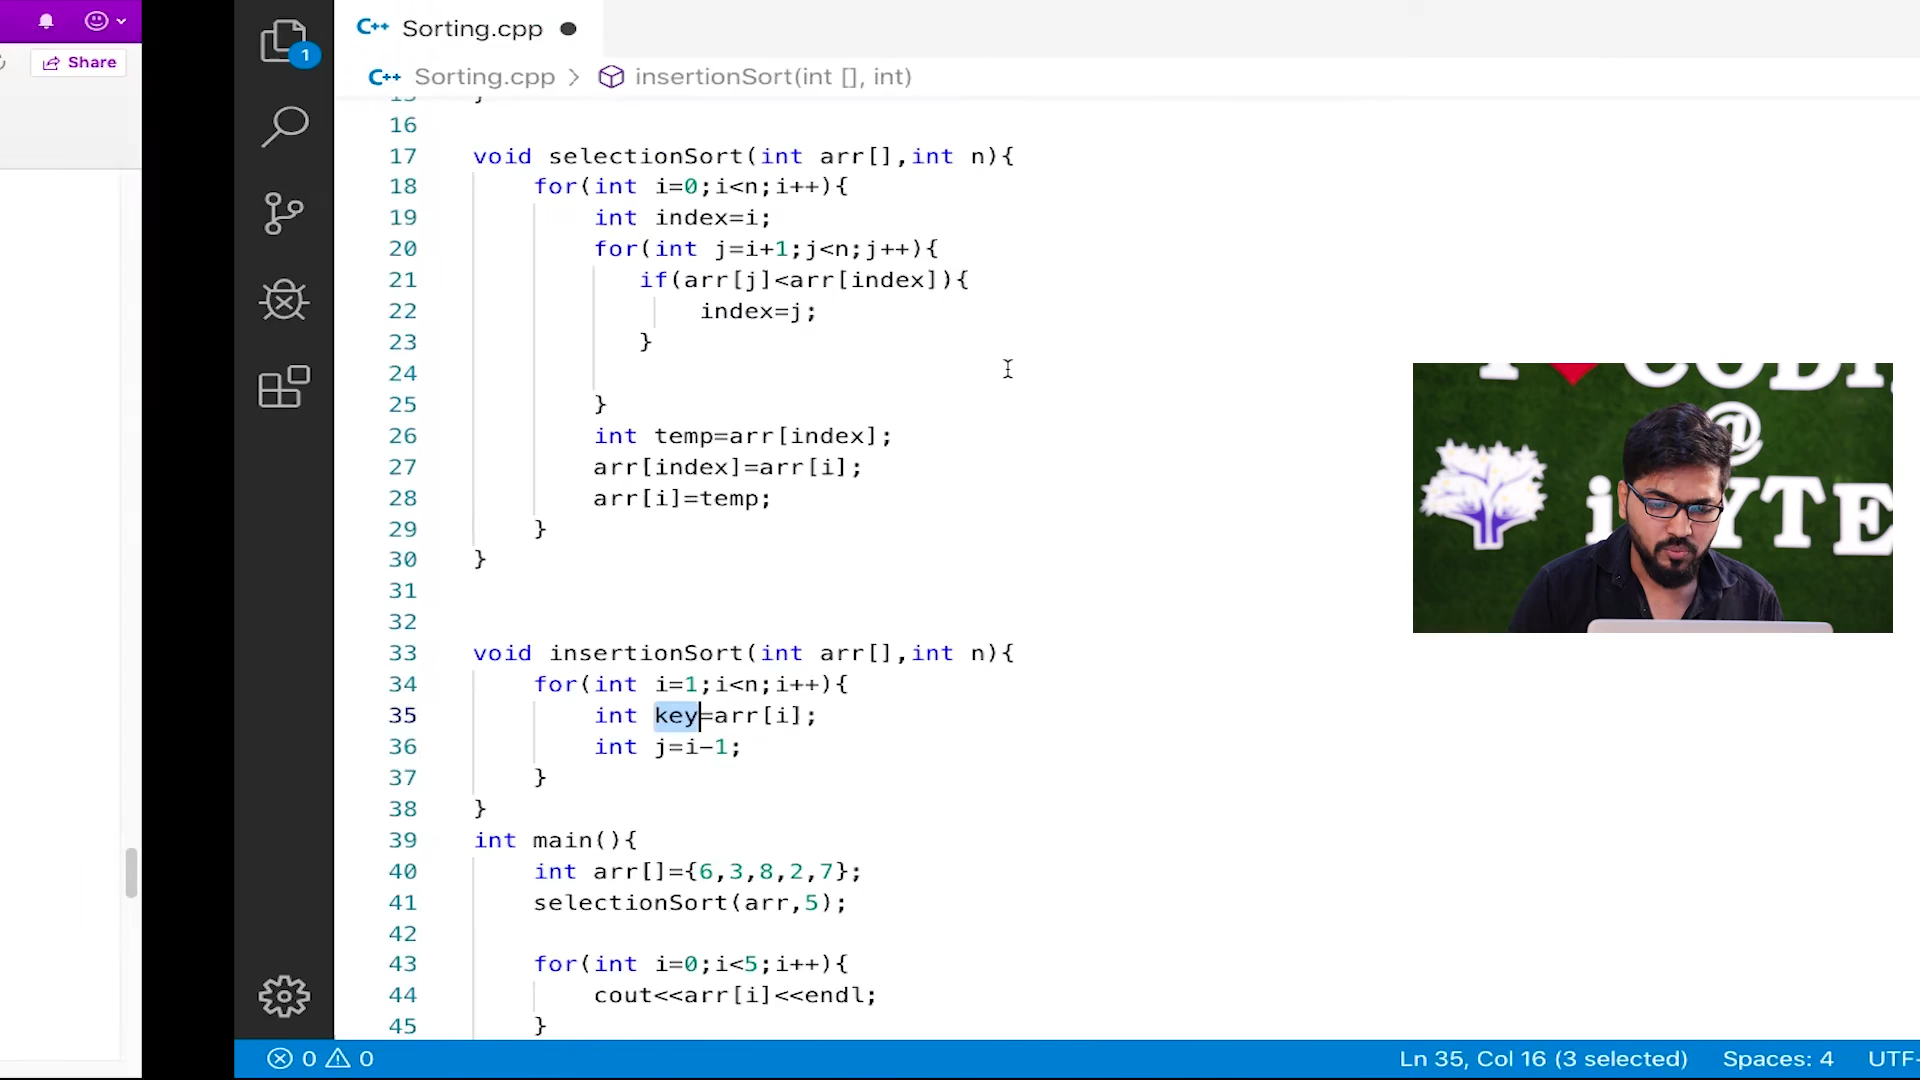 Share
1
C++ Sorting.cpp
C++ Sorting.cpp > insertionSort(int [], int)
15 }
16
17 void selectionSort(int arr[],int n){
18 for(int i=0;i<n;i++){
19 int index=i;
20 for(int j=i+1;j<n;j++){
21 if(arr[j]<arr[index]){
22 index=j;
23 }
24
25 }
26 int temp=arr[index];
27 arr[index]=arr[i];
28 arr[i]=temp;
29 }
30 }
31
32
33 void insertionSort(int arr[],int n){
34 for(int i=1;i<n;i++){
35 int key=arr[i];
36 int j=i-1;
37 }
38 }
39 int main(){
40 int arr[]={6,3,8,2,7};
41 selectionSort(arr,5);
42
43 for(int i=0;i<5;i++){
44 cout<<arr[i]<<endl;
45 }
0 0
Ln 35, Col 16 (3 selected) Spaces: 4 UTF-
@